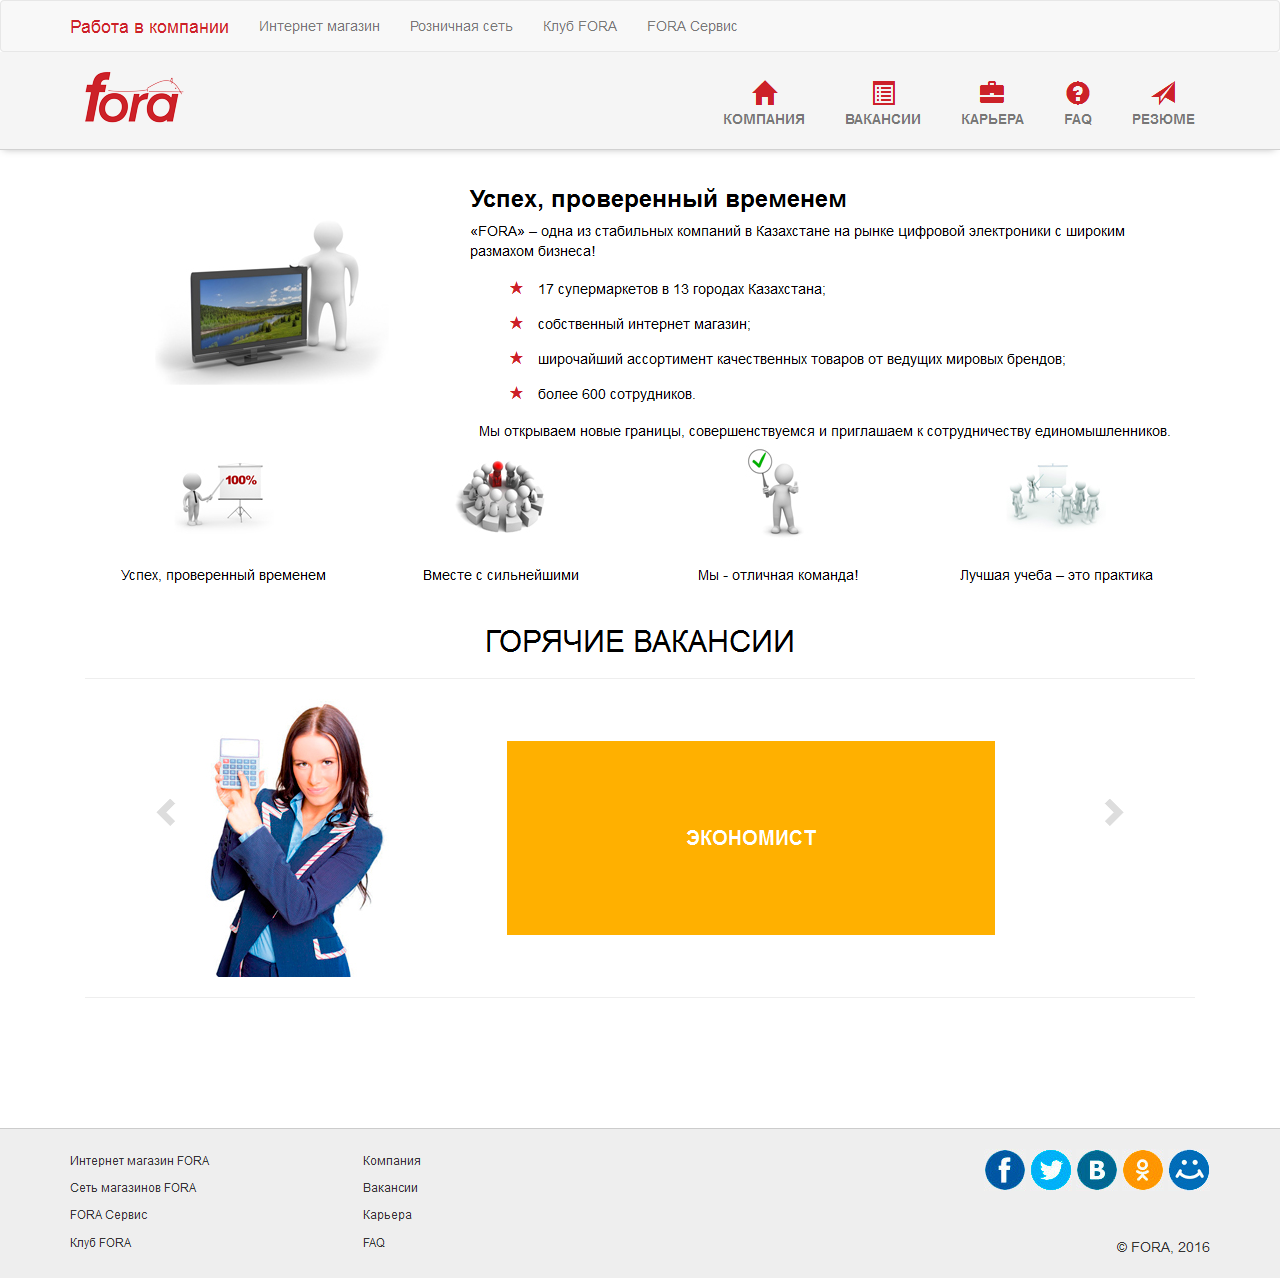 Работа в компании
Интернет магазин
Розничная сеть
Клуб FORA
FORA Сервис
fora
КОМПАНИЯ
ВАКАНСИИ
КАРЬЕРА
FAQ
РЕЗЮМЕ
Успех, проверенный временем
«FORA» – одна из стабильных компаний в Казахстане на рынке цифровой электроники с широким
размахом бизнеса!
17 супермаркетов в 13 городах Казахстана;
собственный интернет магазин;
широчайший ассортимент качественных товаров от ведущих мировых брендов;
более 600 сотрудников.
Мы открываем новые границы, совершенствуемся и приглашаем к сотрудничеству единомышленников.
100%
Успех, проверенный временем
Вместе с сильнейшими
Мы - отличная команда!
Лучшая учеба – это практика
ГОРЯЧИЕ ВАКАНСИИ
ЭКОНОМИСТ
Интернет магазин FORA
Сеть магазинов FORA
FORA Сервис
Клуб FORA
Компания
Вакансии
Карьера
FAQ
© FORA, 2016